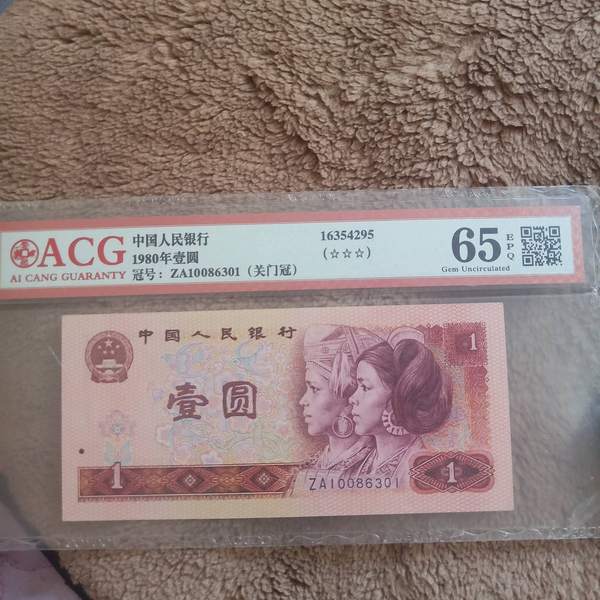 ACG
AI CANG GUARANTY
中国人民银行
1980年壹圆
冠号：ZA10086301（关门冠）
16354295
(☆☆☆)
65
EPQ
Gem Uncirculated
中国人民银行
壹圆
1
1
1
ZA10086301